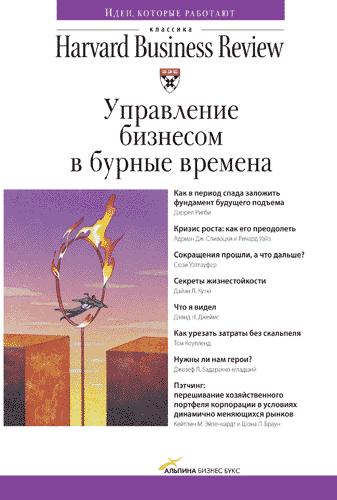 ИДЕИ, КОТОРЫЕ РАБОТАЮТ
классика
Harvard Business Review
Управление
бизнесом
в бурные времена
Как в период спада заложить
фундамент будущего подъема
Даррел Ригби
Кризис роста: как его преодолеть
Адриан Дж. Сливоцки и Ричард Уайз
Сокращения прошли, а что дальше?
Сюзи Уэтлауфер
Секреты жизнестойкости
Дайан Л. Кутю
Что я видел
Дэвид Н. Джеймс
Как урезать затраты без скальпеля
Том Коупленд
Нужны ли нам герои?
Джозеф Л. Бадаракко-младший
Пэтчинг:
перешивание хозяйственного
портфеля корпорации в условиях
динамично меняющихся рынков
Кейтлин М. Эйзенхардт и Шона Л. Браун
АЛЬПИНА БИЗНЕС БУКС